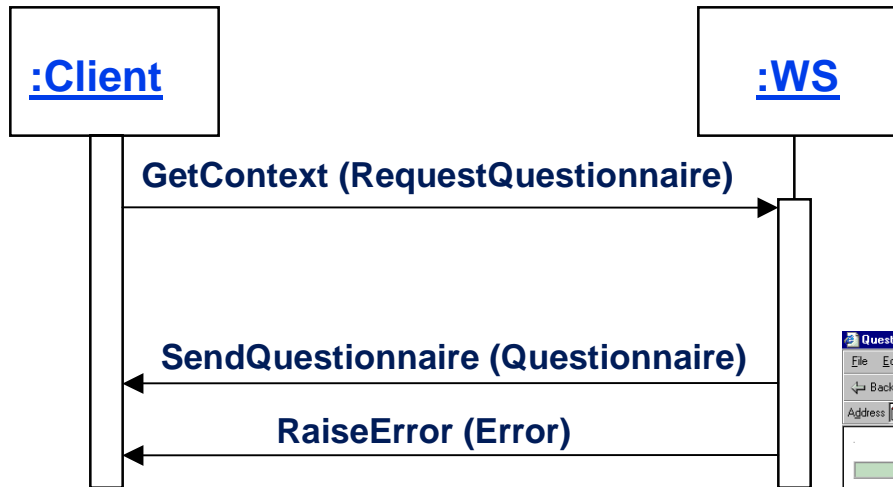 :Client
:WS
GetContext (RequestQuestionnaire)
SendQuestionnaire (Questionnaire)
RaiseError (Error)
File
Back
Address